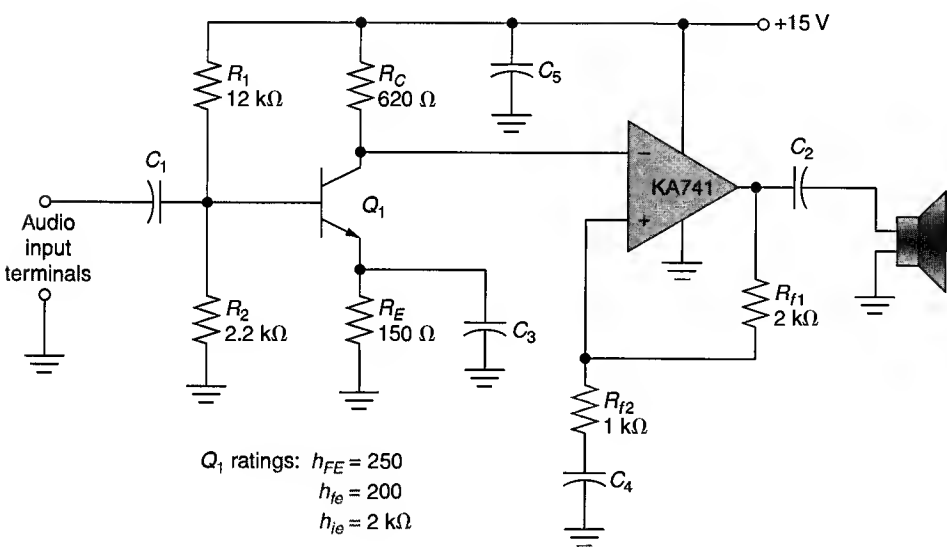 +15 V
R1
12 kΩ
RC
620 Ω
C5
C1
Q1
−
KA741
+
C2
Audio
input
terminals
R2
2.2 kΩ
RE
150 Ω
C3
Rf1
2 kΩ
Rf2
1 kΩ
C4
Q1 ratings: hFE = 250
hfe = 200
hie = 2 kΩ